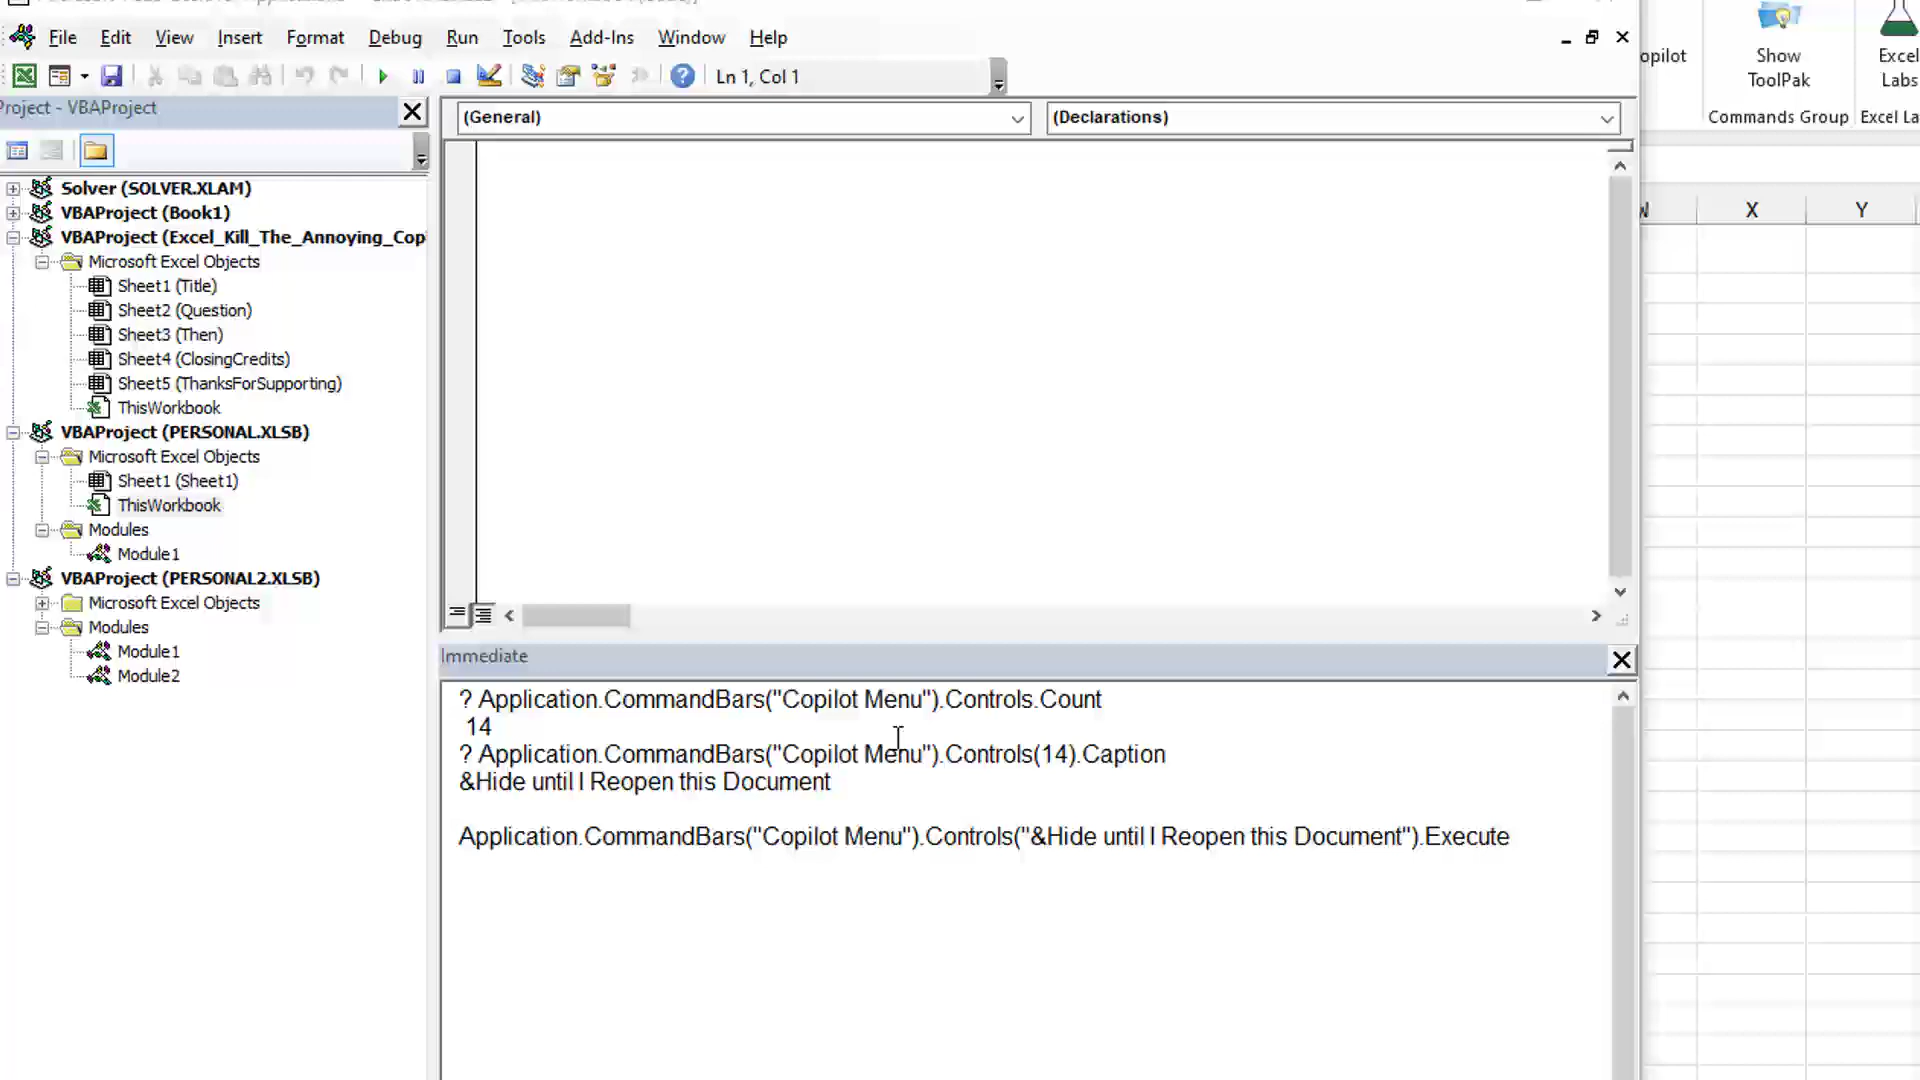 File Edit View Insert Format Debug Run Tools Add-Ins Window Help
Ln 1, Col 1
opilot
Show
ToolPak
Excel
Labs
Commands Group
Excel La
Project - VBAProject
(General)
(Declarations)
Solver (SOLVER.XLAM)
VBAProject (Book1)
VBAProject (Excel_Kill_The_Annoying_Cop
Microsoft Excel Objects
Sheet1 (Title)
Sheet2 (Question)
Sheet3 (Then)
Sheet4 (ClosingCredits)
Sheet5 (ThanksForSupporting)
ThisWorkbook
VBAProject (PERSONAL.XLSB)
Microsoft Excel Objects
Sheet1 (Sheet1)
ThisWorkbook
Modules
Module1
VBAProject (PERSONAL2.XLSB)
Microsoft Excel Objects
Modules
Module1
Module2
W X Y
Immediate
? Application.CommandBars("Copilot Menu").Controls.Count
14
? Application.CommandBars("Copilot Menu").Controls(14).Caption
&Hide until I Reopen this Document
Application.CommandBars("Copilot Menu").Controls("&Hide until I Reopen this Document").Execute